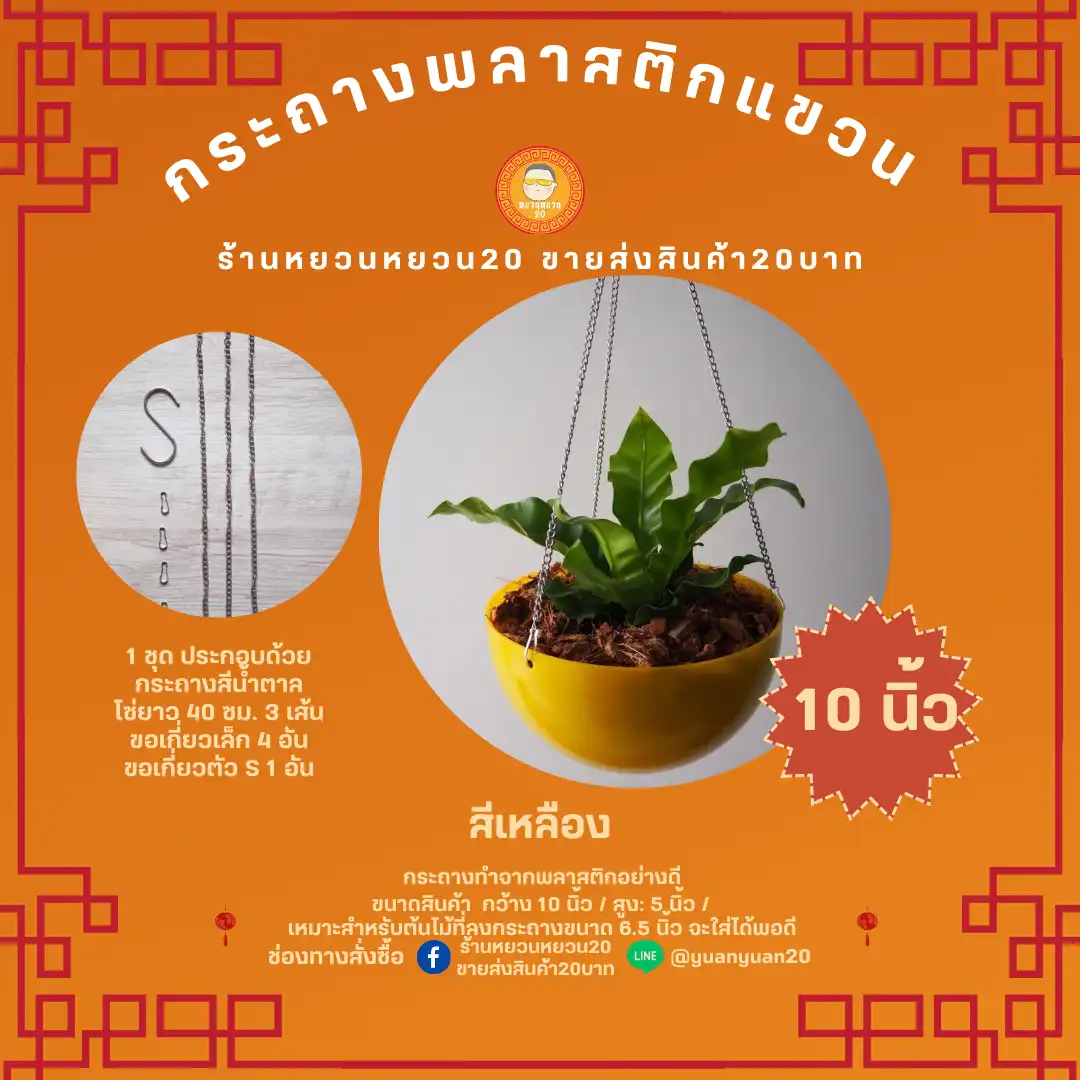 กระถางพลาสติกแขวน
หยวนหยวน
20
ร้านหยวนหยวน20 ขายส่งสินค้า20บาท
1 ชุด ประกอบด้วย
กระถางสีน้ำตาล
โซ่ยาว 40 ซม. 3 เส้น
ขอเกี่ยวเล็ก 4 อัน
ขอเกี่ยวตัว S 1 อัน
10 นิ้ว
สีเหลือง
กระถางทำจากพลาสติกอย่างดี
ขนาดสินค้า กว้าง 10 นิ้ว / สูง: 5 นิ้ว /
เหมาะสำหรับต้นไม้ที่ลงกระถางขนาด 6.5 นิ้ว จะใส่ได้พอดี
ช่องทางสั่งซื้อ ร้านหยวนหยวน20 LINE @yuanyuan20
ขายส่งสินค้า20บาท